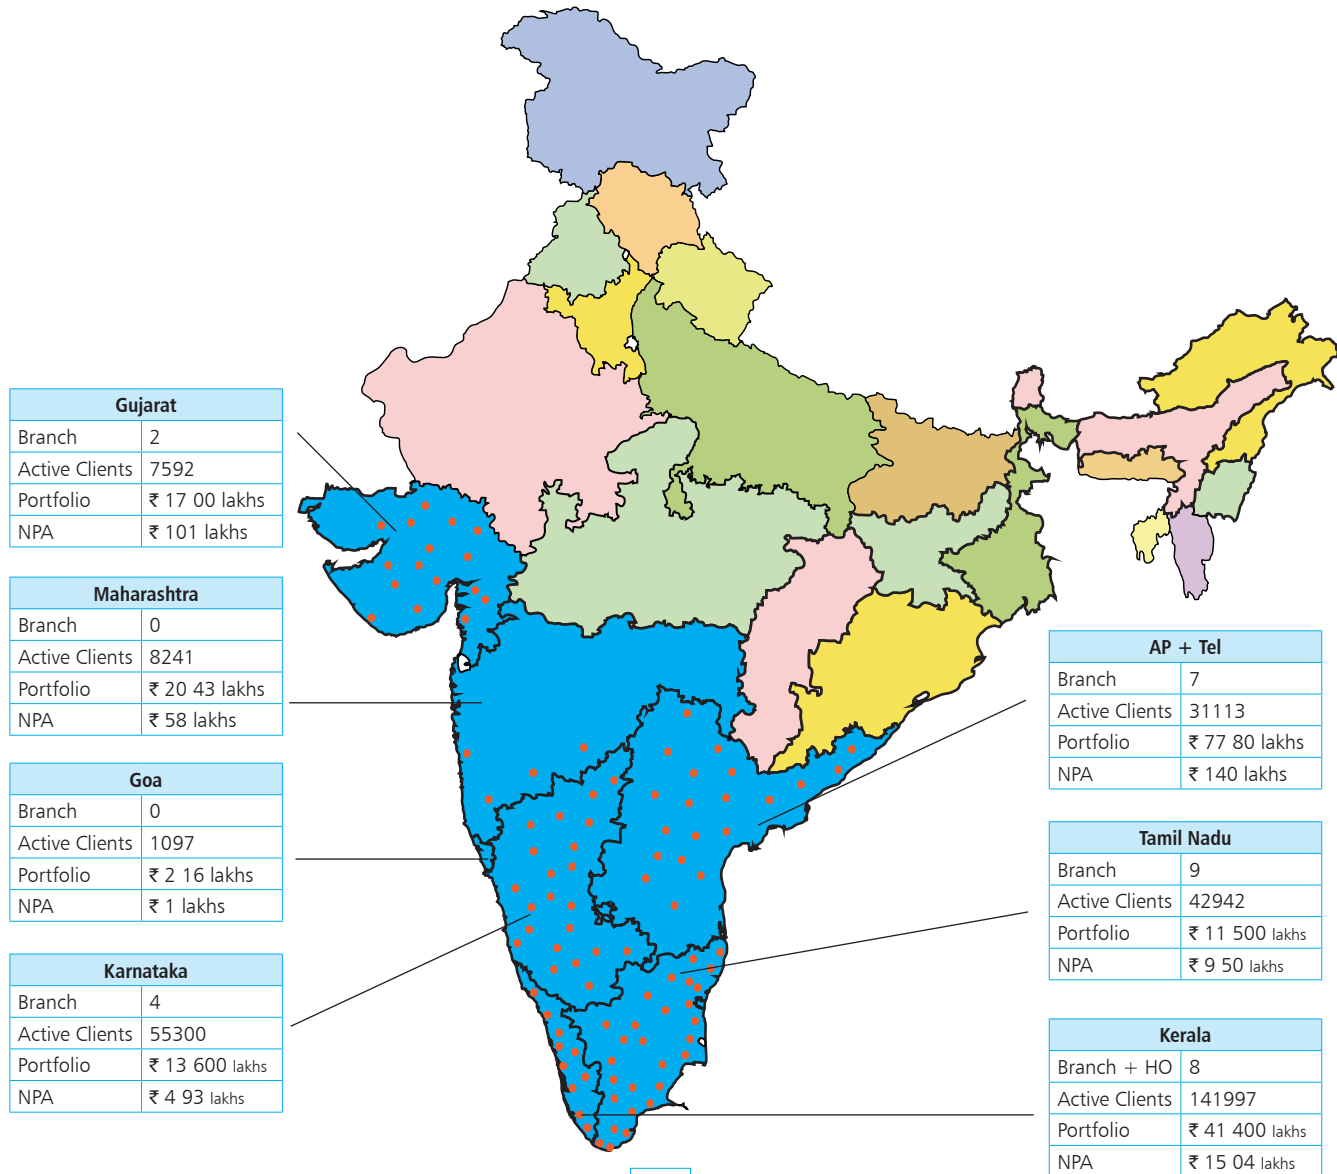 Gujarat
Branch 2
Active Clients 7592
Portfolio ₹ 17 00 lakhs
NPA ₹ 101 lakhs
Maharashtra
Branch 0
Active Clients 8241
Portfolio ₹ 20 43 lakhs
NPA ₹ 58 lakhs
Goa
Branch 0
Active Clients 1097
Portfolio ₹ 2 16 lakhs
NPA ₹ 1 lakhs
Karnataka
Branch 4
Active Clients 55300
Portfolio ₹ 13 600 lakhs
NPA ₹ 4 93 lakhs
AP + Tel
Branch 7
Active Clients 31113
Portfolio ₹ 77 80 lakhs
NPA ₹ 140 lakhs
Tamil Nadu
Branch 9
Active Clients 42942
Portfolio ₹ 11 500 lakhs
NPA ₹ 9 50 lakhs
Kerala
Branch + HO 8
Active Clients 141997
Portfolio ₹ 41 400 lakhs
NPA ₹ 15 04 lakhs